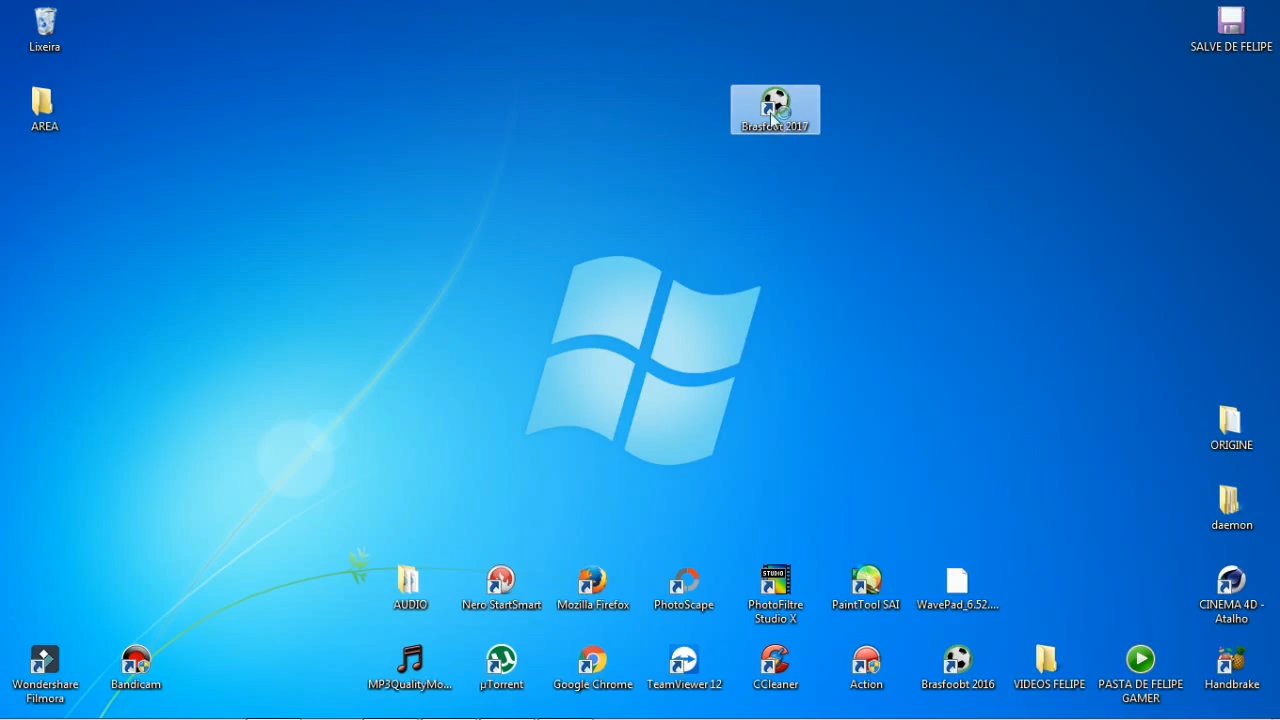 Lixeira
SALVE DE FELIPE
AREA
Brasfoobt 2017
ORIGINE
daemon
AUDIO
Nero StartSmart
Mozilla Firefox
PhotoScape
STUDIO
PhotoFiltre
Studio X
PaintTool SAI
WavePad_6.52....
CINEMA 4D -
Atalho
Wondershare
Filmora
Bandicam
MP3QualityMo...
µTorrent
Google Chrome
TeamViewer 12
CCleaner
Action
Brasfoobt 2016
VIDEOS FELIPE
PASTA DE FELIPE
GAMER
Handbrake